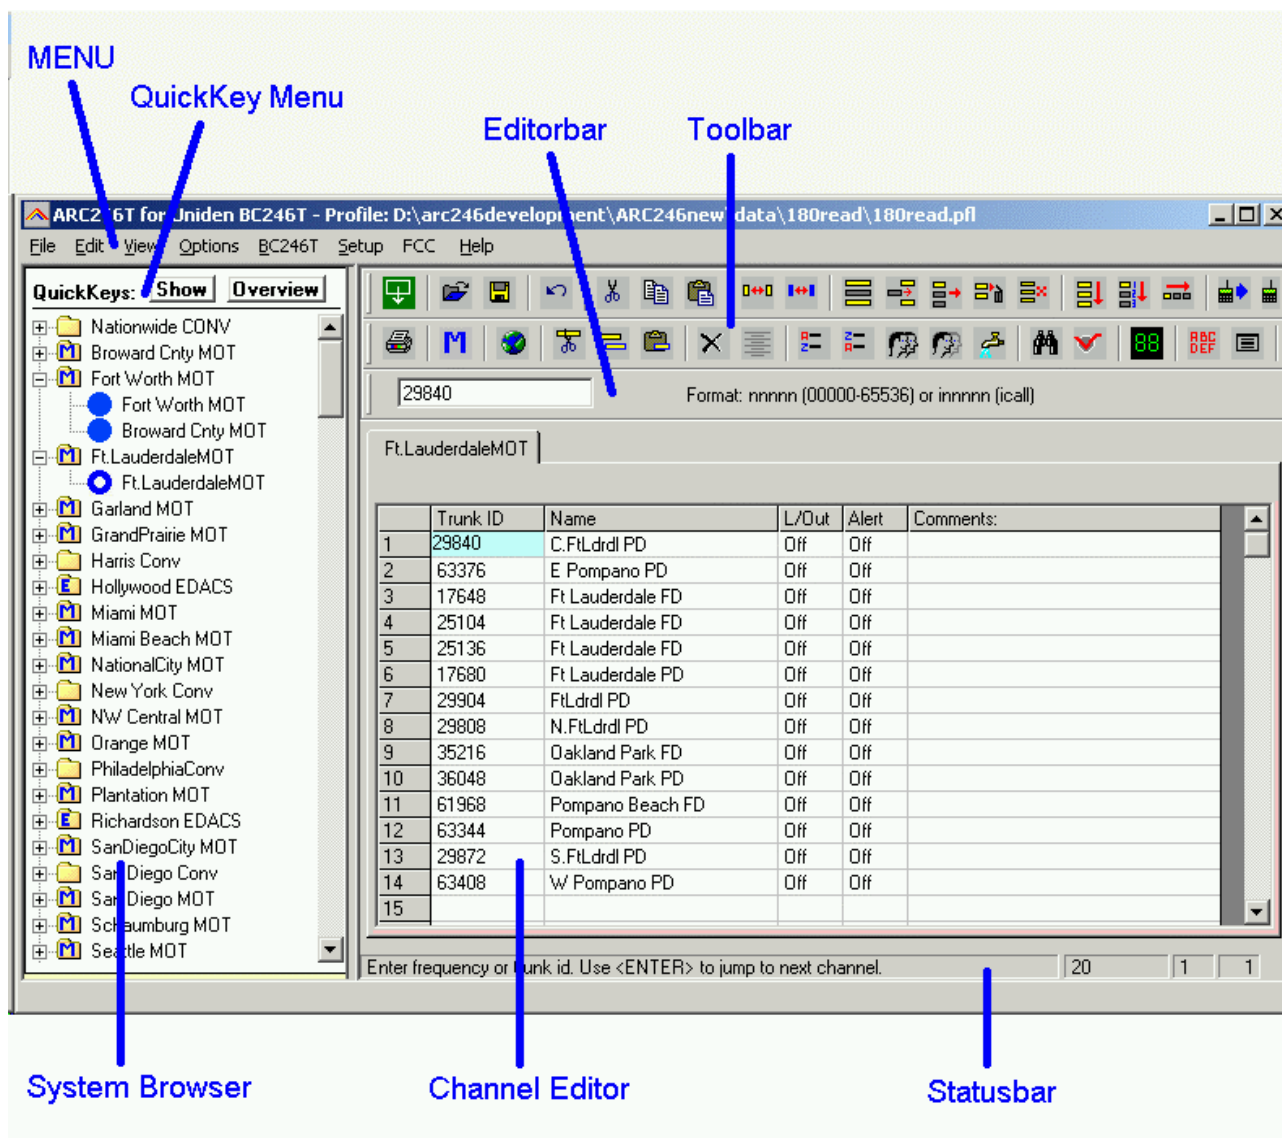 MENU
QuickKey Menu
Editorbar
Toolbar
ARC246T for Uniden BC246T - Profile: D:\arc246development\ARC246new\data\180read\180read.pfl
File Edit View Options BC246T Setup FCC Help
QuickKeys: Show Overview
Nationwide CONV
M Broward Cnty MOT
M Fort Worth MOT
Fort Worth MOT
Broward Cnty MOT
M Ft.LauderdaleMOT
Ft.LauderdaleMOT
M Garland MOT
M GrandPrairie MOT
Harris Conv
E Hollywood EDACS
M Miami MOT
M Miami Beach MOT
M NationalCity MOT
New York Conv
M NW Central MOT
M Orange MOT
PhiladelphiaConv
M Plantation MOT
E Richardson EDACS
M SanDiegoCity MOT
San Diego Conv
M San Diego MOT
M Schaumburg MOT
M Seattle MOT
M
A Z
Z A
88
ABC DEF
29840
Format: nnnnn (00000-65536) or innnnn (icall)
Ft.LauderdaleMOT
Trunk ID Name L/Out Alert Comments:
1 29840 C.FtLdrdl PD Off Off
2 63376 E Pompano PD Off Off
3 17648 Ft Lauderdale FD Off Off
4 25104 Ft Lauderdale FD Off Off
5 25136 Ft Lauderdale FD Off Off
6 17680 Ft Lauderdale PD Off Off
7 29904 FtLdrdl PD Off Off
8 29808 N.FtLdrdl PD Off Off
9 35216 Oakland Park FD Off Off
10 36048 Oakland Park PD Off Off
11 61968 Pompano Beach FD Off Off
12 63344 Pompano PD Off Off
13 29872 S.FtLdrdl PD Off Off
14 63408 W Pompano PD Off Off
15
Enter frequency or trunk id. Use <ENTER> to jump to next channel. 20 1 1
System Browser
Channel Editor
Statusbar